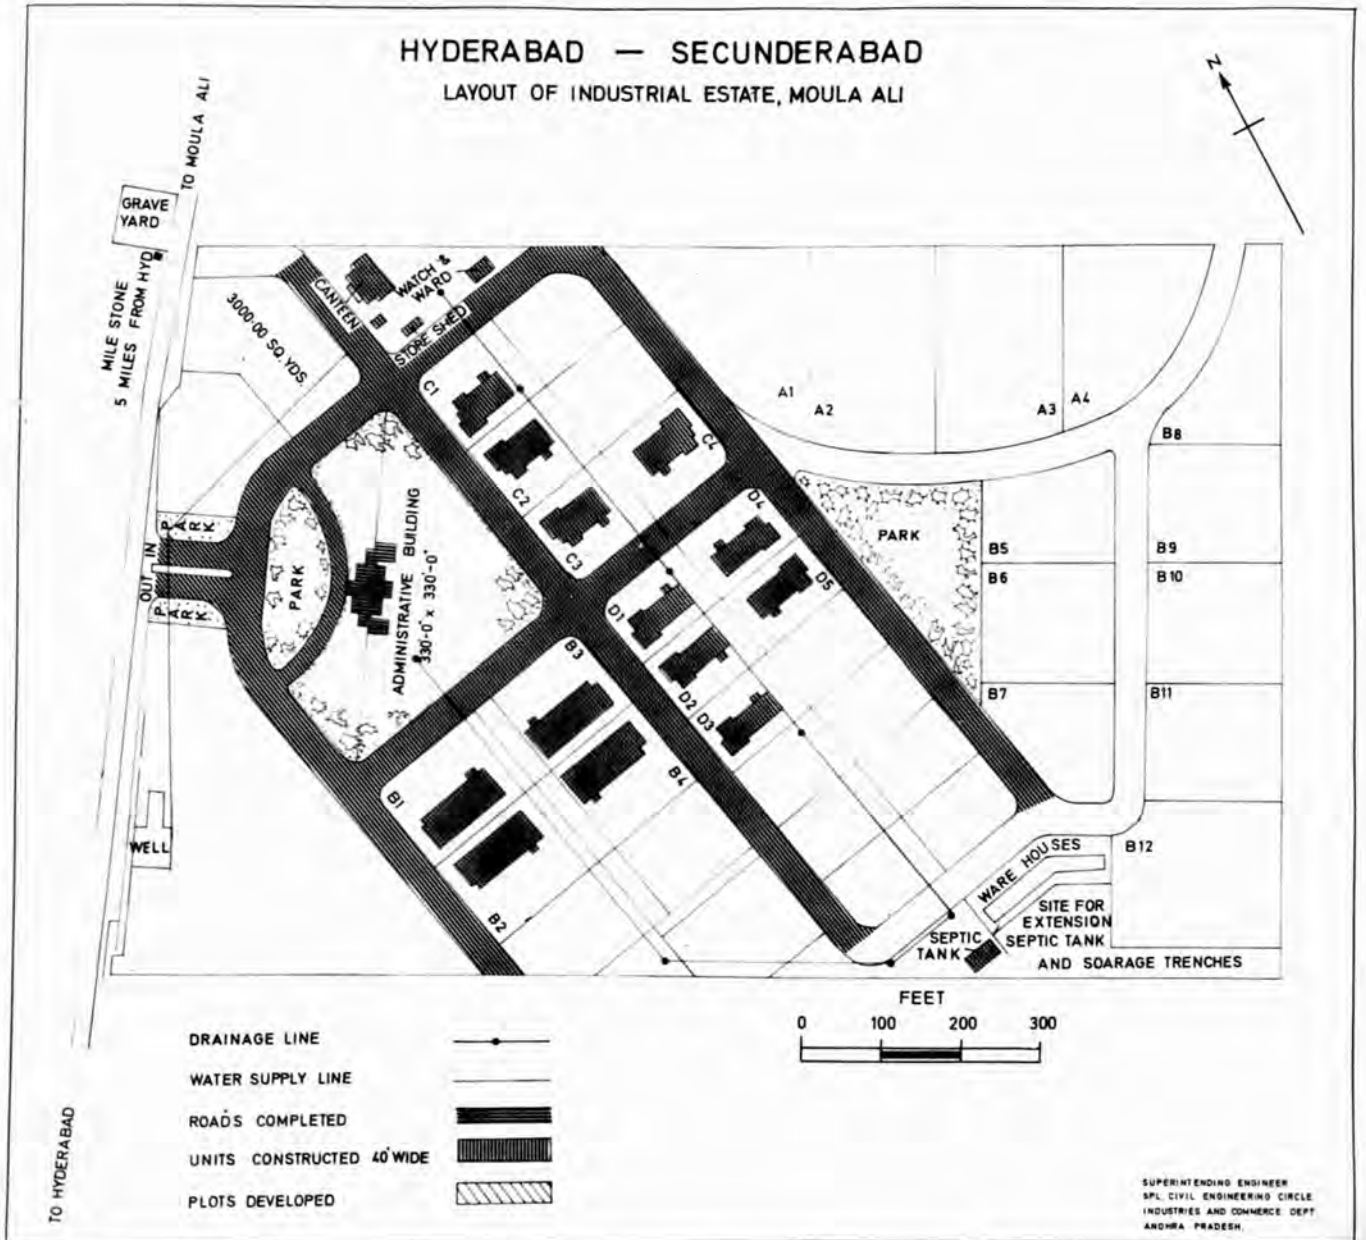 HYDERABAD — SECUNDERABAD
LAYOUT OF INDUSTRIAL ESTATE, MOULA ALI
N
TO MOULA ALI
GRAVE
YARD
MILE STONE
5 MILES FROM HYD
3000·00 SQ. YDS.
CANTEEN
WATCH &
WARD
STORE SHED
C1
C2
C3
C4
A1
A2
A3
A4
B8
PARK
IN
OUT
PARK
PARK
ADMINISTRATIVE BUILDING
330'-0" x 330'-0"
D4
D5
D1
D2
D3
PARK
B5
B6
B7
B9
B10
B11
B12
B3
B4
B1
B2
WELL
WARE HOUSES
SITE FOR
EXTENSION
SEPTIC TANK
AND SOARAGE TRENCHES
SEPTIC
TANK
FEET
0 100 200 300
DRAINAGE LINE
WATER SUPPLY LINE
ROADS COMPLETED
UNITS CONSTRUCTED 40' WIDE
PLOTS DEVELOPED
TO HYDERABAD
SUPERINTENDING ENGINEER
SPL. CIVIL ENGINEERING CIRCLE
INDUSTRIES AND COMMERCE DEPT
ANDHRA PRADESH.